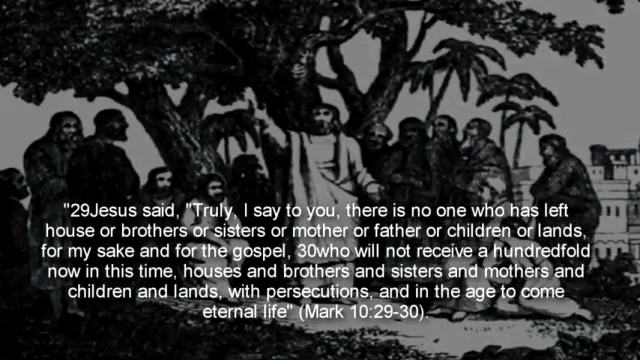 "29Jesus said, "Truly, I say to you, there is no one who has left
house or brothers or sisters or mother or father or children or lands,
for my sake and for the gospel, 30who will not receive a hundredfold
now in this time, houses and brothers and sisters and mothers and
children and lands, with persecutions, and in the age to come
eternal life" (Mark 10:29-30).